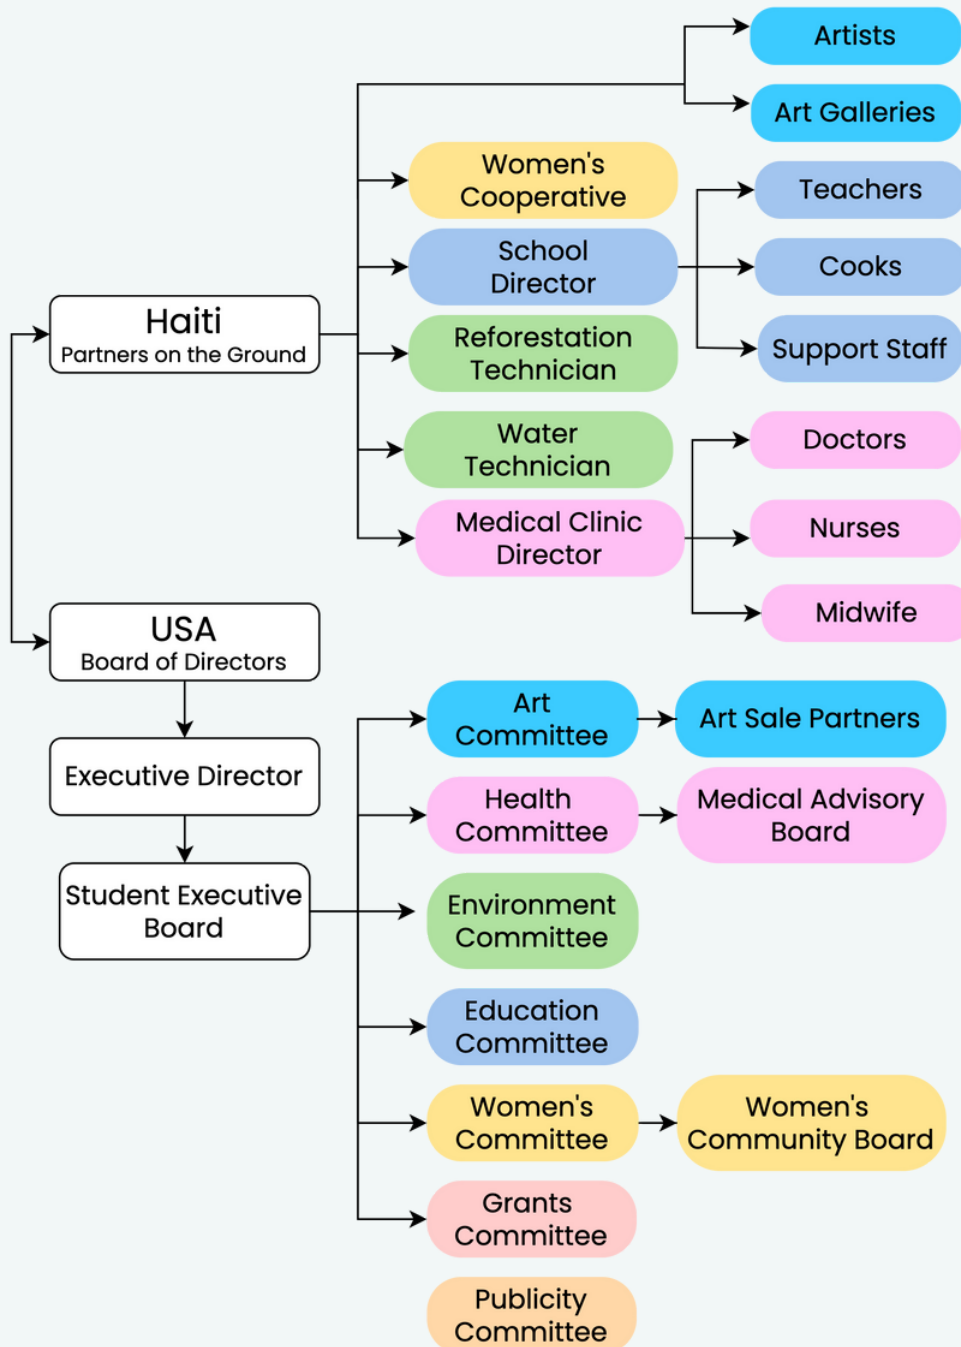 Artists
Art Galleries
Women's
Cooperative
Teachers
School
Director
Cooks
Haiti
Partners on the Ground
Reforestation
Technician
Support Staff
Water
Technician
Doctors
Medical Clinic
Director
Nurses
Midwife
USA
Board of Directors
Art
Committee
Art Sale Partners
Executive Director
Health
Committee
Medical Advisory
Board
Student Executive
Board
Environment
Committee
Education
Committee
Women's
Committee
Women's
Community Board
Grants
Committee
Publicity
Committee